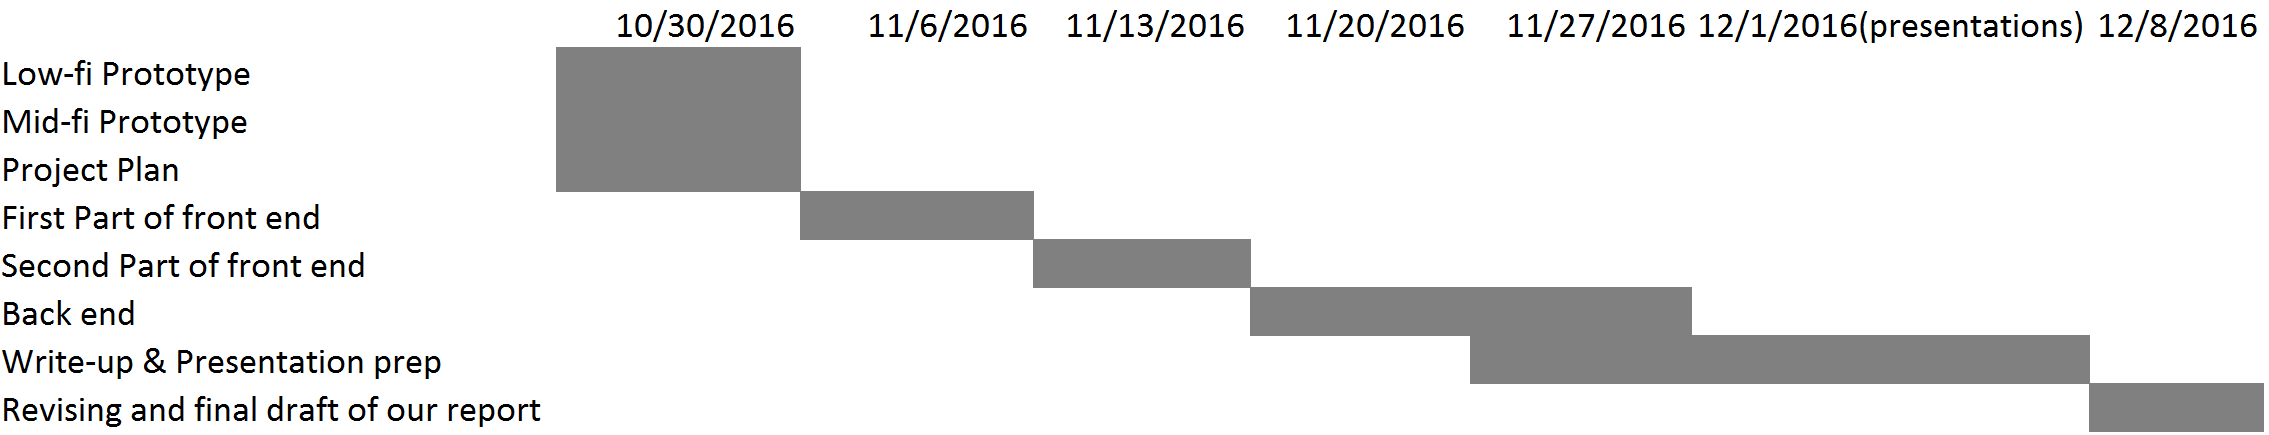 10/30/2016 11/6/2016 11/13/2016 11/20/2016 11/27/2016 12/1/2016(presentations) 12/8/2016
Low-fi Prototype
Mid-fi Prototype
Project Plan
First Part of front end
Second Part of front end
Back end
Write-up & Presentation prep
Revising and final draft of our report